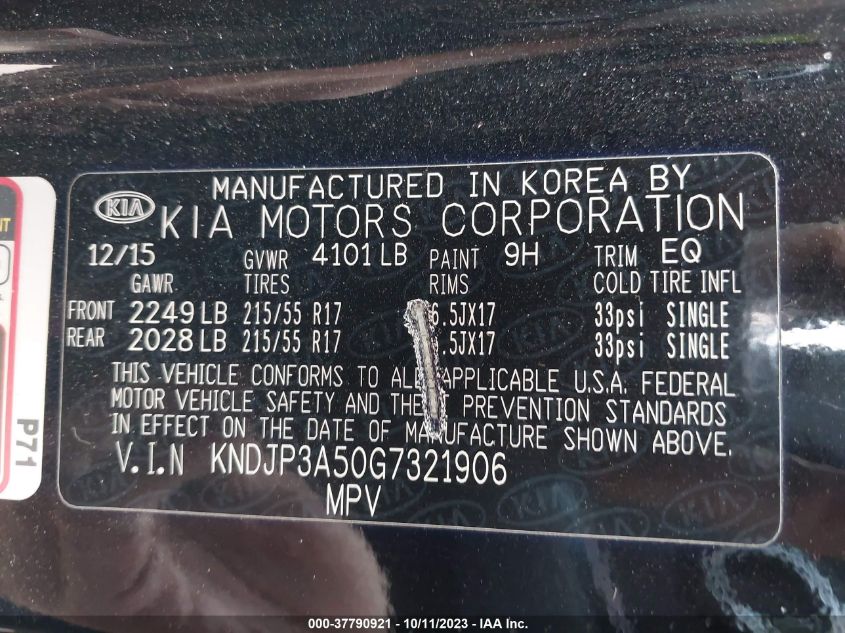 MANUFACTURED IN KOREA BY
KIA KIA MOTORS CORPORATION
12/15 GVWR 4101 LB PAINT 9H TRIM EQ
GAWR TIRES RIMS COLD TIRE INFL
FRONT 2249 LB 215/55 R17 6.5JX17 33psi SINGLE
REAR 2028 LB 215/55 R17 .5JX17 33psi SINGLE
THIS VEHICLE CONFORMS TO ALL APPLICABLE U.S.A. FEDERAL
MOTOR VEHICLE SAFETY AND THEFT PREVENTION STANDARDS
IN EFFECT ON THE DATE OF MANUFACTURE SHOWN ABOVE.
V.I.N KNDJP3A50G7321906
MPV
P71
000-37790921 - 10/11/2023 - IAA Inc.